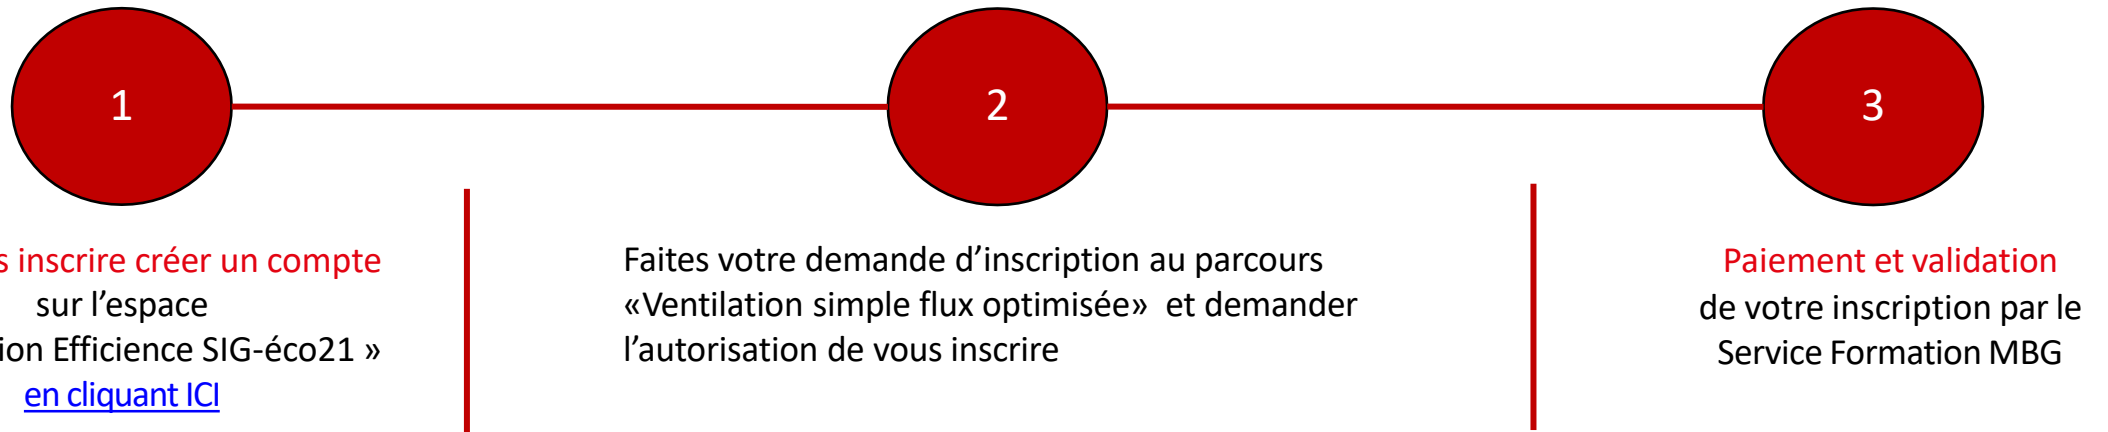 1
2
3
inscrire créer un compte
sur l’espace
Efficience SIG-éco21 »
en cliquant ICI
Faites votre demande d’inscription au parcours
«Ventilation simple flux optimisée» et demander
l’autorisation de vous inscrire
Paiement et validation
de votre inscription par le
Service Formation MBG